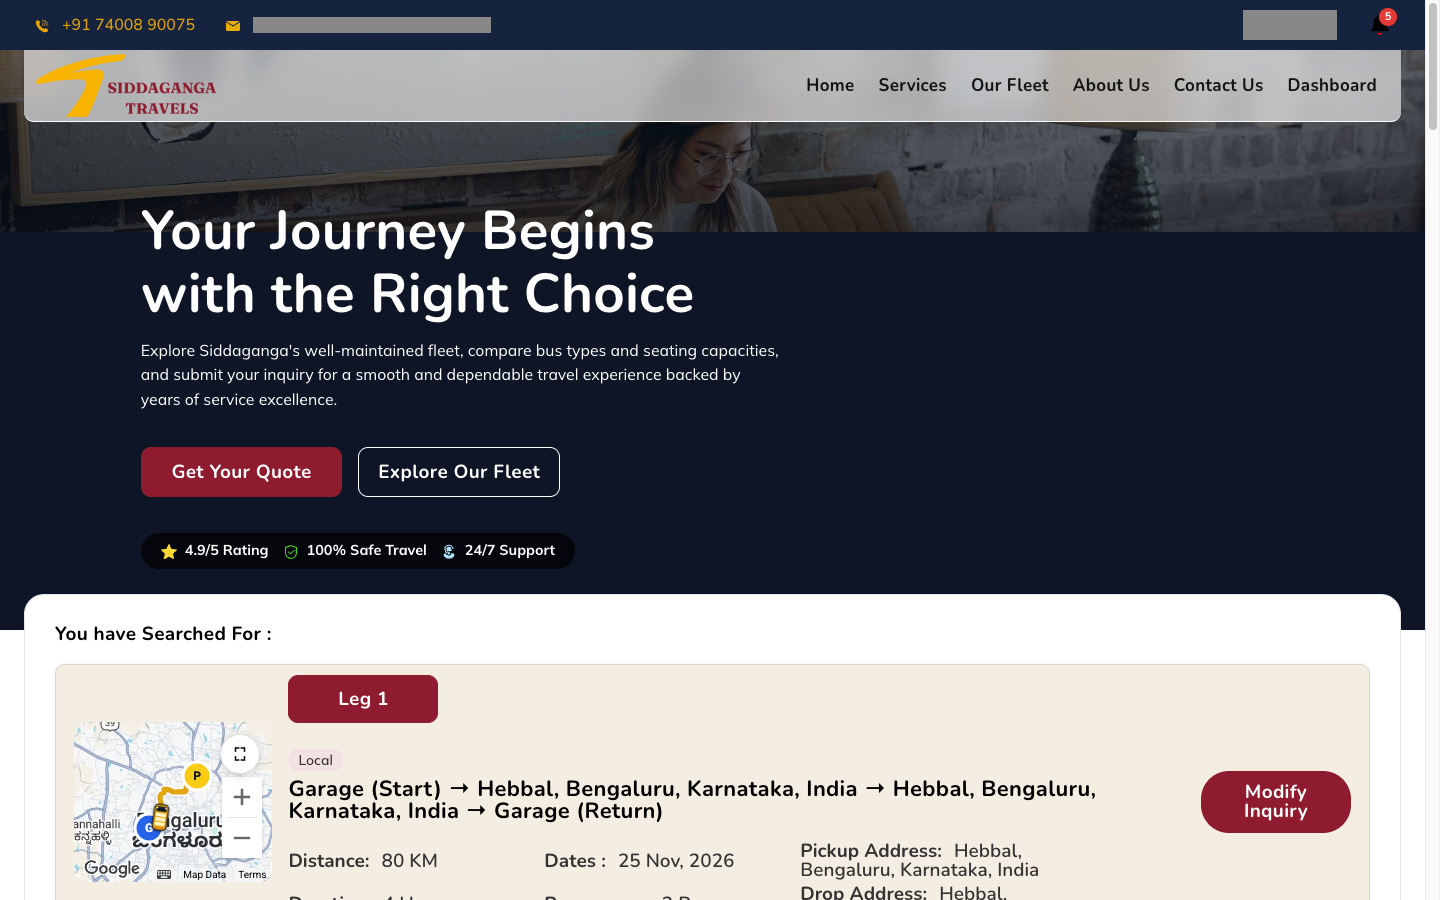 +91 74008 90075
5
SIDDAGANGA
TRAVELS
Home
Services
Our Fleet
About Us
Contact Us
Dashboard
Your Journey Begins
with the Right Choice
Explore Siddaganga's well-maintained fleet, compare bus types and seating capacities,
and submit your inquiry for a smooth and dependable travel experience backed by
years of service excellence.
Get Your Quote
Explore Our Fleet
4.9/5 Rating
100% Safe Travel
24/7 Support
You have Searched For :
Leg 1
Local
Garage (Start) → Hebbal, Bengaluru, Karnataka, India → Hebbal, Bengaluru,
Karnataka, India → Garage (Return)
Modify
Inquiry
Distance: 80 KM
Dates : 25 Nov, 2026
Pickup Address: Hebbal,
Bengaluru, Karnataka, India
Drop Address: Hebbal,
39
P
G
Google
Map Data
Terms